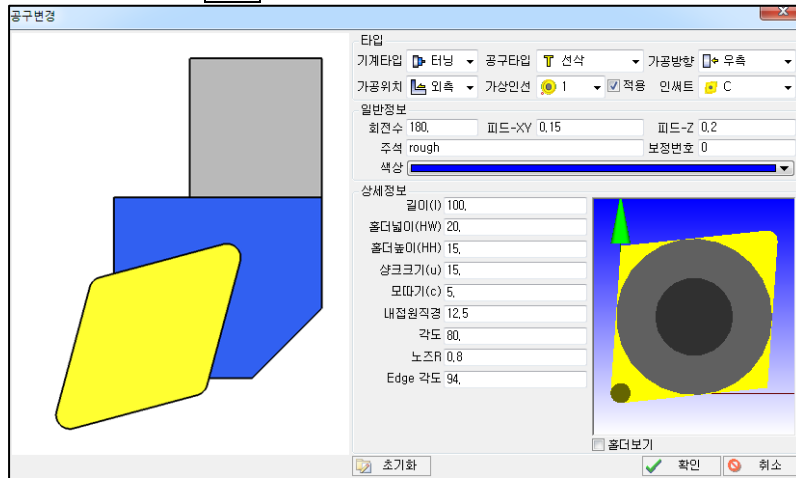 공구변경
타입
기계타입 터닝 공구타입 선삭 가공방향 우측
가공위치 외측 가상인선 1 적용 인써트 C
일반정보
회전수 180, 피드-XY 0,15 피드-Z 0,2
주석 rough 보정번호 0
색상
상세정보
길이(l) 100,
홀더넓이(HW) 20,
홀더높이(HH) 15,
샹크크기(u) 15,
모따기(c) 5,
내접원직경 12,5
각도 80,
노즈R 0,8
Edge 각도 94,
홀더보기
초기화 확인 취소